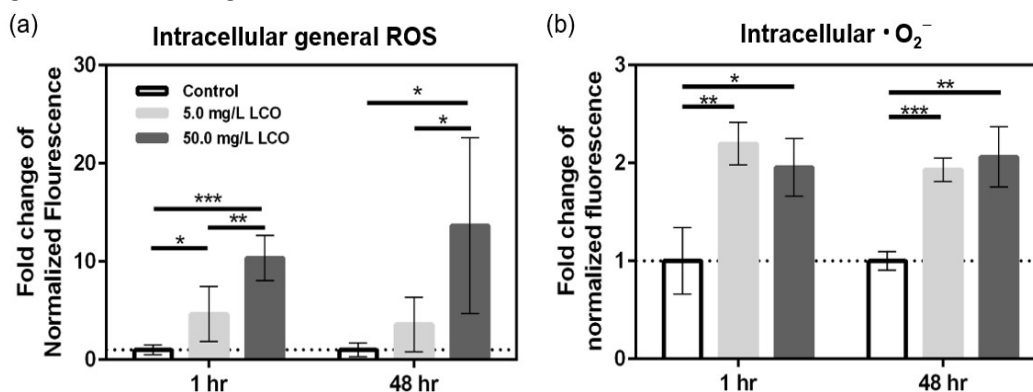 (a)
Intracellular general ROS
Fold change of
Normalized Flourescence
30
20
10
0
Control
5.0 mg/L LCO
50.0 mg/L LCO
*
***
**
*
*
1 hr
48 hr
(b)
Intracellular · O₂⁻
Fold change of
normalized fluorescence
3
2
1
0
*
**
**
***
1 hr
48 hr